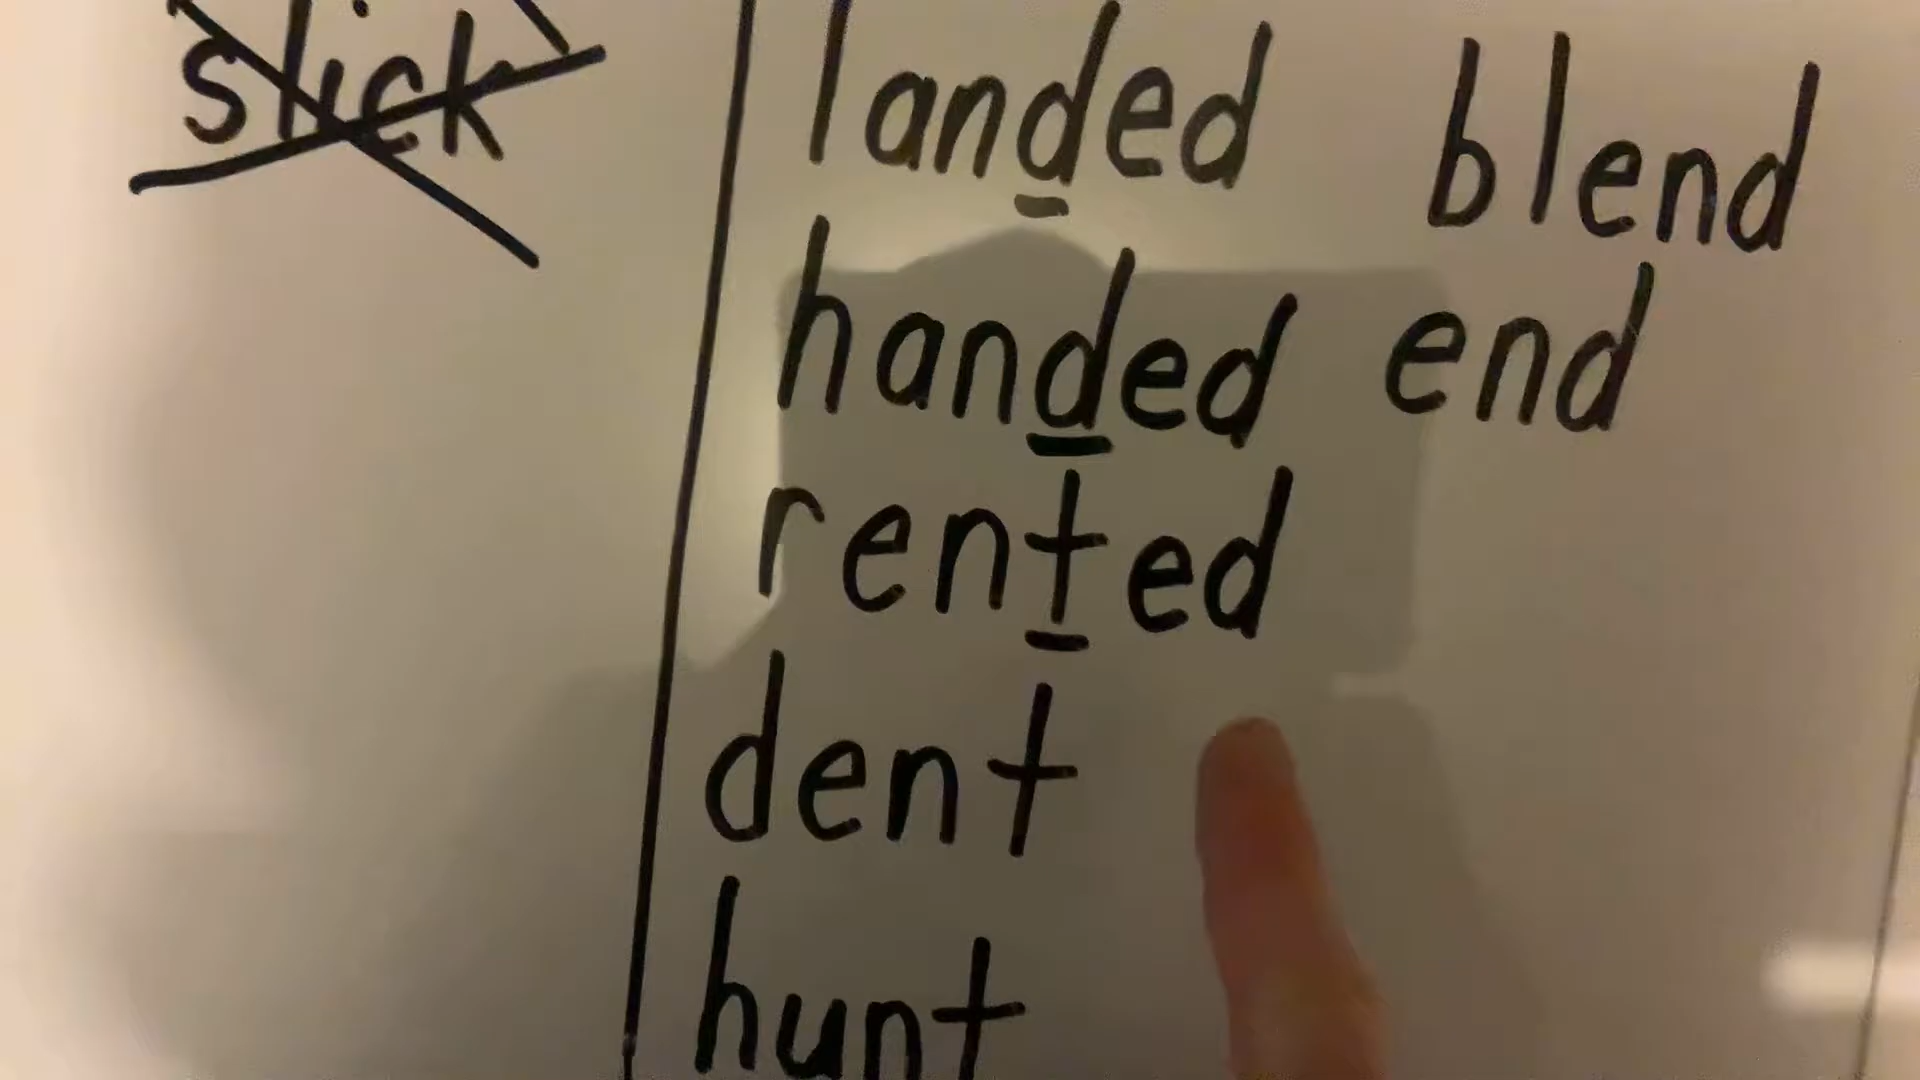 slick
landed blend
handed end
rented
dent
hunt